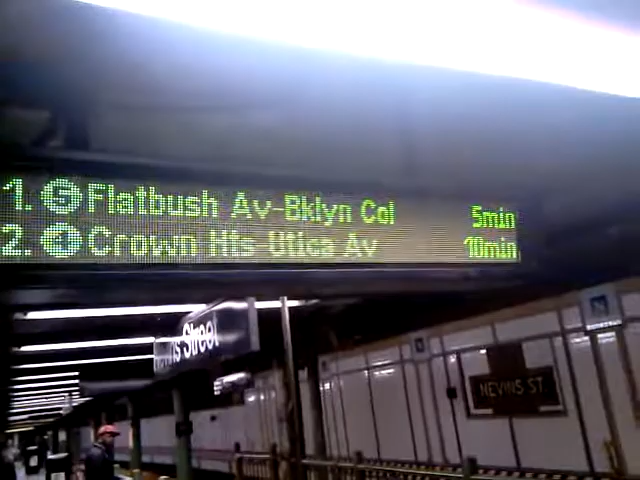 1. 5 Flatbush Av-Bklyn Col 5min
2. 4 Crown Hts-Utica Av 10min
Street
NEVINS ST